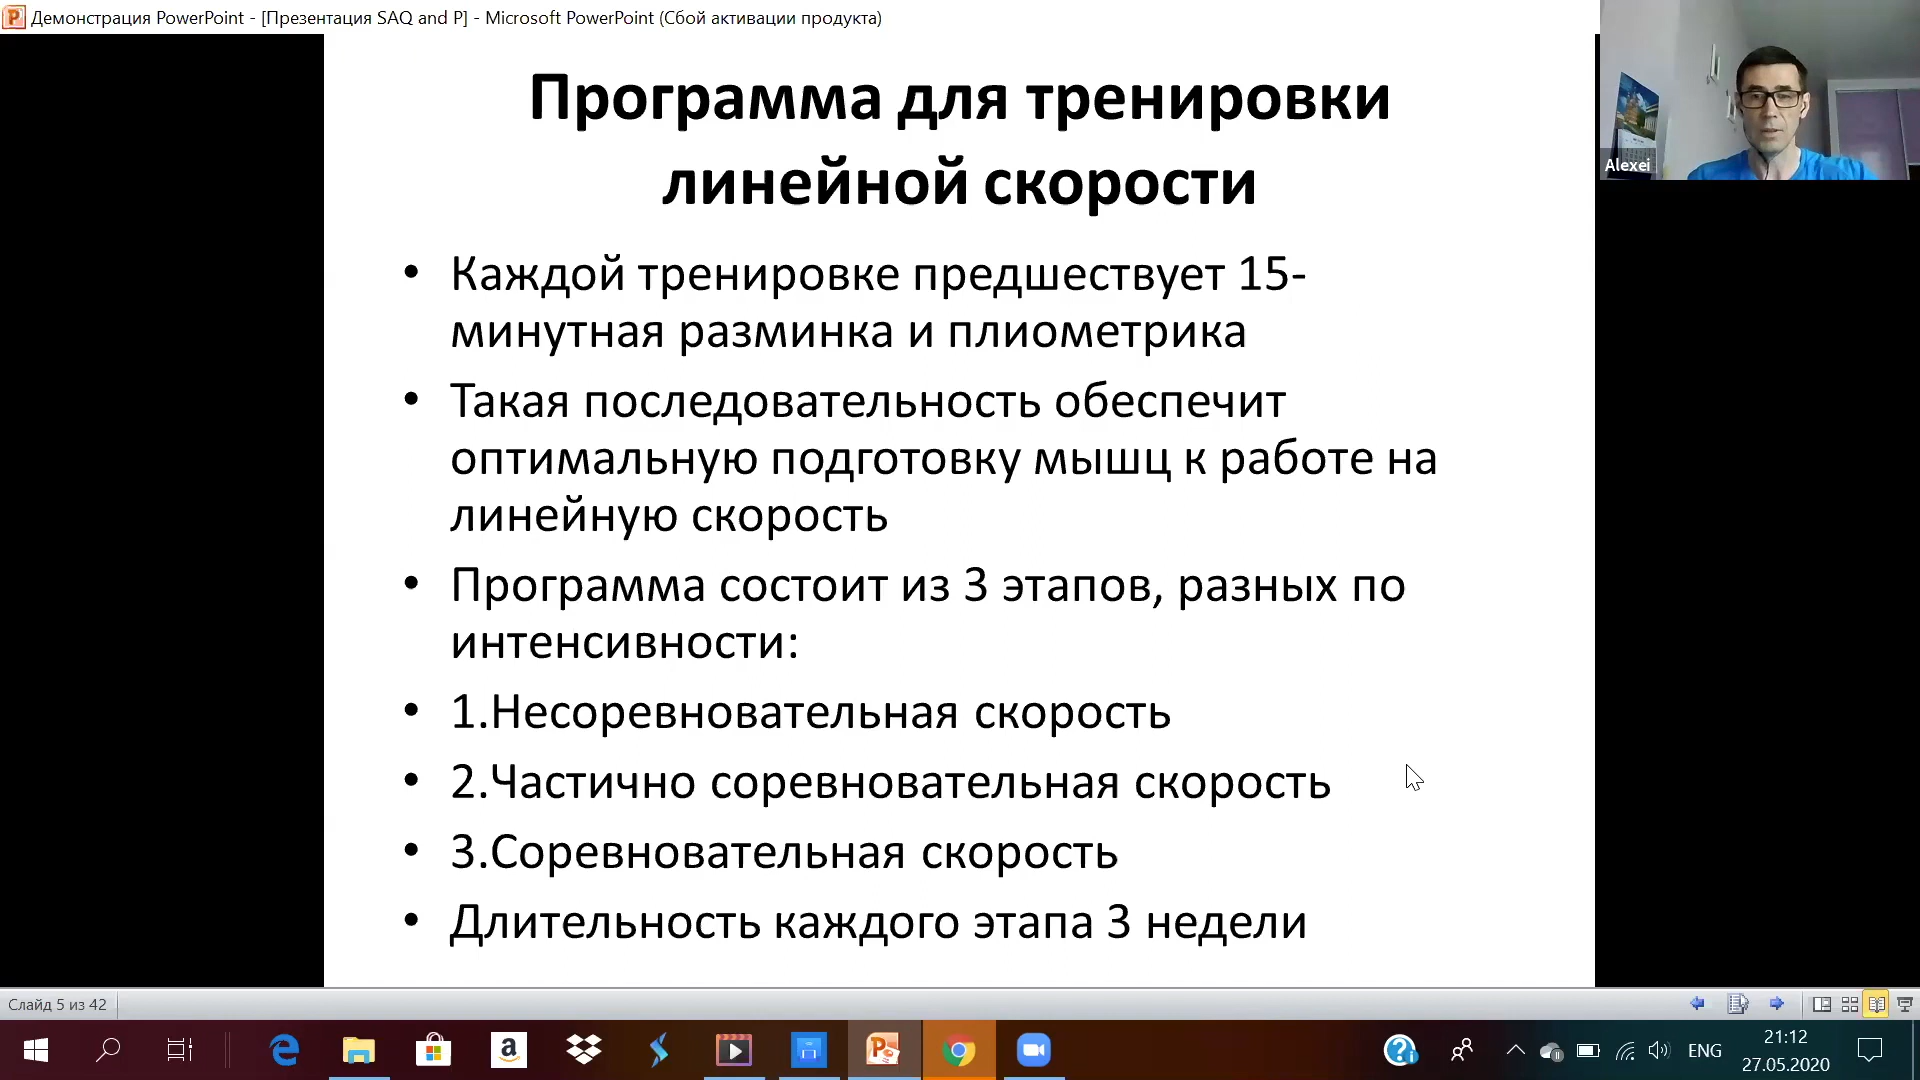 Демонстрация PowerPoint - [Презентация SAQ and P] - Microsoft PowerPoint (Сбой активации продукта)
Программа для тренировки
линейной скорости
• Каждой тренировке предшествует 15-
минутная разминка и плиометрика
• Такая последовательность обеспечит
оптимальную подготовку мышц к работе на
линейную скорость
• Программа состоит из 3 этапов, разных по
интенсивности:
• 1.Несоревновательная скорость
• 2.Частично соревновательная скорость
• 3.Соревновательная скорость
• Длительность каждого этапа 3 недели
Alexei
Слайд 5 из 42
ENG
21:12
27.05.2020